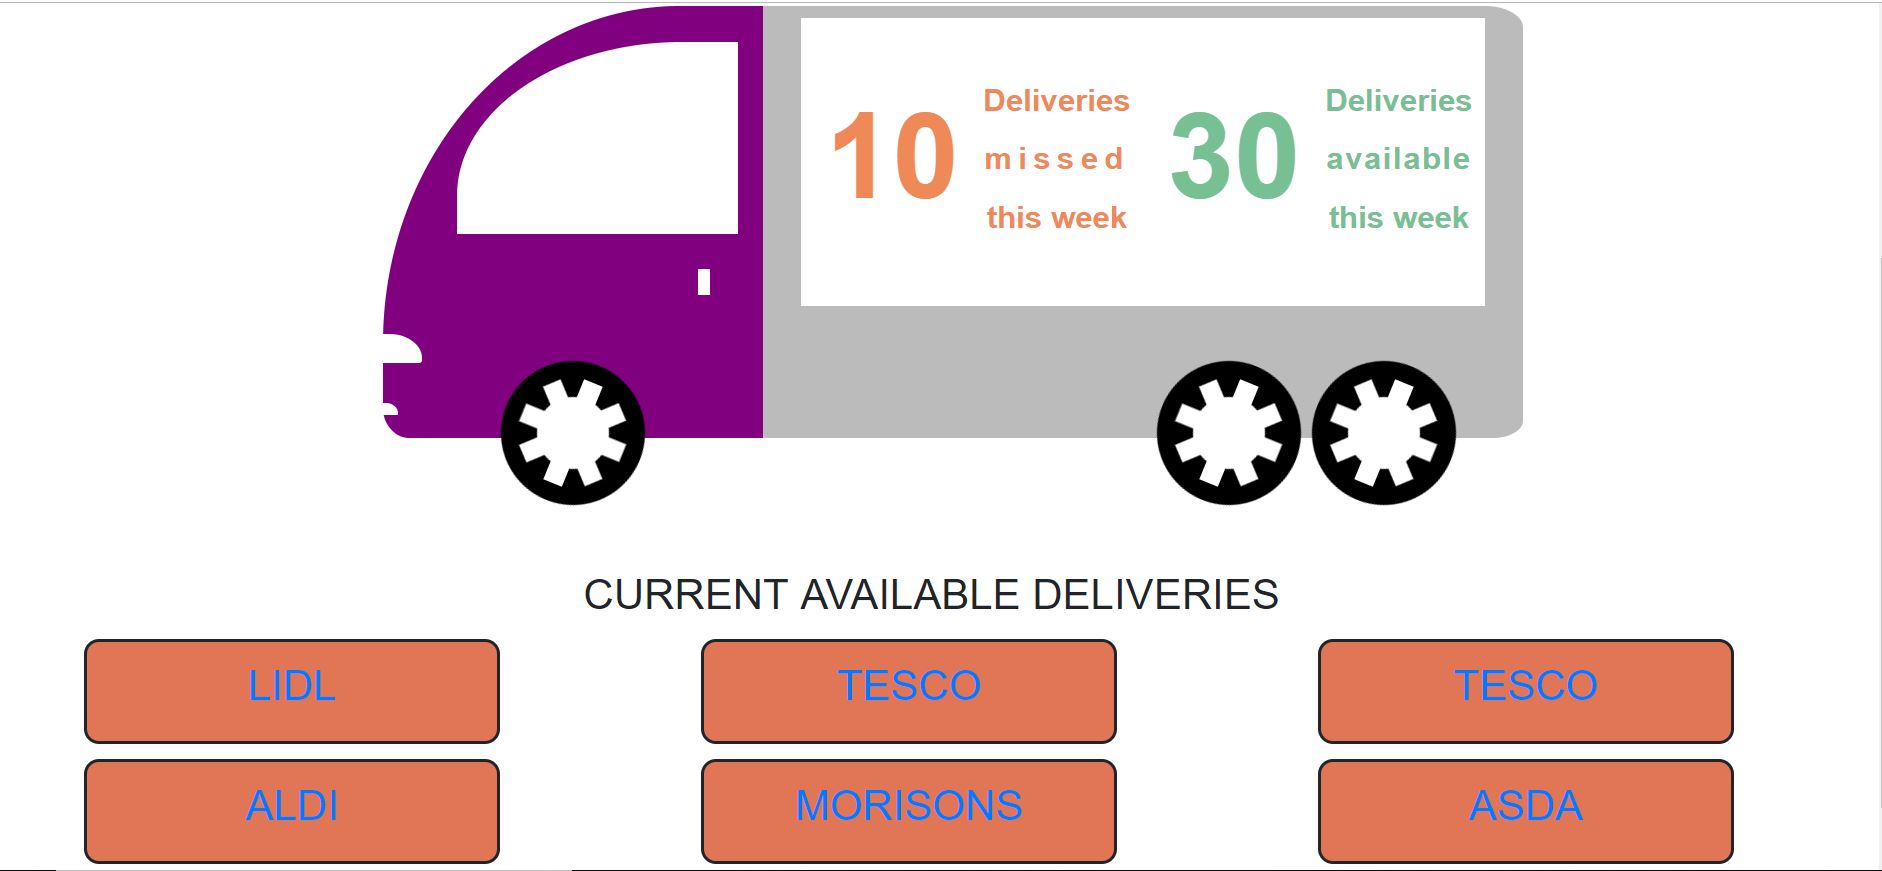 10 Deliveries missed this week
30 Deliveries available this week
CURRENT AVAILABLE DELIVERIES
LIDL
TESCO
TESCO
ALDI
MORISONS
ASDA